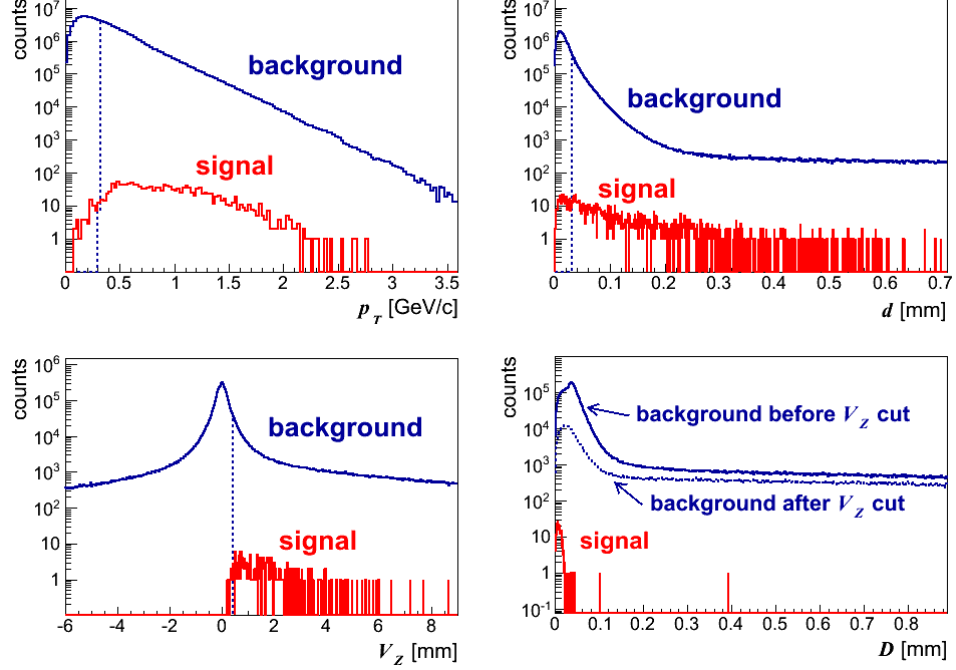 counts
10⁷
10⁶
10⁵
10⁴
10³
10²
10
1
background
signal
0 0.5 1 1.5 2 2.5 3 3.5
p_T [GeV/c]
counts
10⁷
10⁶
10⁵
10⁴
10³
10²
10
1
background
signal
0 0.1 0.2 0.3 0.4 0.5 0.6 0.7
d [mm]
counts
10⁶
10⁵
10⁴
10³
10²
10
1
background
signal
-6 -4 -2 0 2 4 6 8
V_Z [mm]
counts
10⁵
10⁴
10³
10²
10
1
10⁻¹
background before V_Z cut
background after V_Z cut
signal
0 0.1 0.2 0.3 0.4 0.5 0.6 0.7 0.8
D [mm]